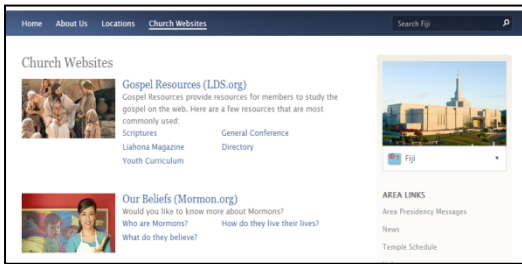 Home About Us Locations Church Websites Search Fiji
Church Websites
Gospel Resources (LDS.org)
Gospel Resources provide resources for members to study the
gospel on the web. Here are a few resources that are most
commonly used:
Scriptures General Conference
Liahona Magazine Directory
Youth Curriculum
Fiji
Our Beliefs (Mormon.org)
Would you like to know more about Mormons?
Who are Mormons? How do they live their lives?
What do they believe?
AREA LINKS
Area Presidency Messages
News
Temple Schedule